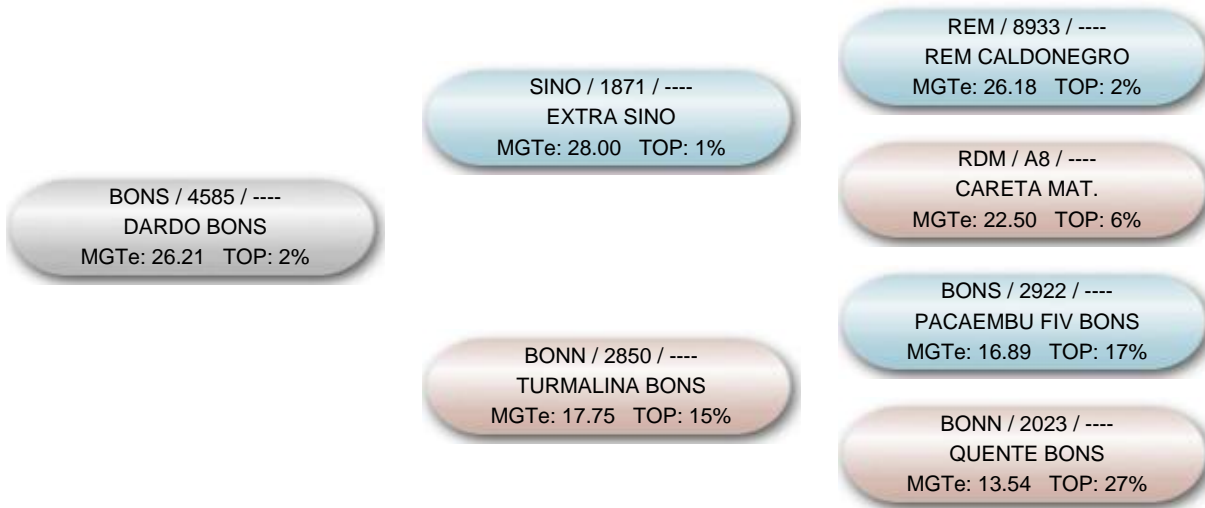 BONS / 4585 / ----
DARDO BONS
MGTe: 26.21 TOP: 2%
SINO / 1871 / ----
EXTRA SINO
MGTe: 28.00 TOP: 1%
BONN / 2850 / ----
TURMALINA BONS
MGTe: 17.75 TOP: 15%
REM / 8933 / ----
REM CALDONEGRO
MGTe: 26.18 TOP: 2%
RDM / A8 / ----
CARETA MAT.
MGTe: 22.50 TOP: 6%
BONS / 2922 / ----
PACAEMBU FIV BONS
MGTe: 16.89 TOP: 17%
BONN / 2023 / ----
QUENTE BONS
MGTe: 13.54 TOP: 27%